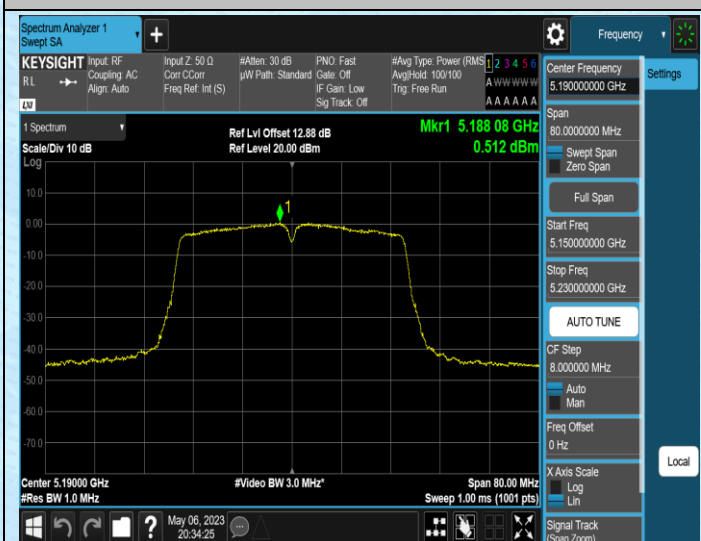 Spectrum Analyzer 1
Swept SA
+
Frequency
KEYSIGHT
RL
LXI
Input: RF
Coupling: AC
Align: Auto
Input Z: 50 Ω
Corr CCorr
Freq Ref: Int (S)
#Atten: 30 dB
µW Path: Standard
PNO: Fast
Gate: Off
IF Gain: Low
Sig Track: Off
#Avg Type: Power (RMS
Avg|Hold: 100/100
Trig: Free Run
1 2 3 4 5 6
A W W W W W
A A A A A A
1 Spectrum
Scale/Div 10 dB
Log
Ref Lvl Offset 12.88 dB
Ref Level 20.00 dBm
Mkr1 5.188 08 GHz
0.512 dBm
10.0
0.00
-10.0
-20.0
-30.0
-40.0
-50.0
-60.0
-70.0
1
Center 5.19000 GHz
#Res BW 1.0 MHz
#Video BW 3.0 MHz*
Span 80.00 MHz
Sweep 1.00 ms (1001 pts)
?
May 06, 2023
20:34:25
Center Frequency
5.190000000 GHz
Settings
Span
80.0000000 MHz
Swept Span
Zero Span
Full Span
Start Freq
5.150000000 GHz
Stop Freq
5.230000000 GHz
AUTO TUNE
CF Step
8.000000 MHz
Auto
Man
Freq Offset
0 Hz
X Axis Scale
Log
Lin
Local
Signal Track
(Span Zoom)